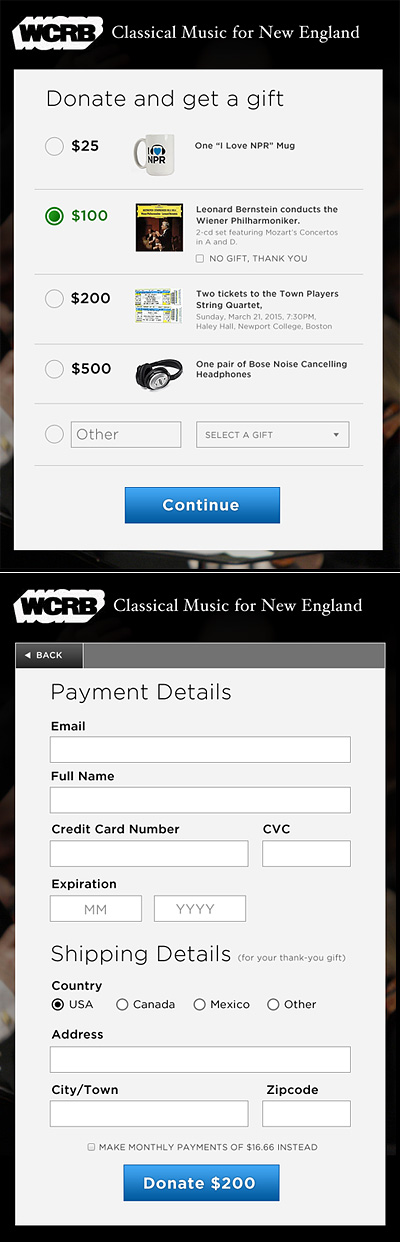 WCRB Classical Music for New England
Donate and get a gift
$25
I
NPR
One “I Love NPR” Mug
$100
Leonard Bernstein conducts the
Wiener Philharmoniker.
2-cd set featuring Mozart's Concertos
in A and D.
NO GIFT, THANK YOU
$200
Two tickets to the Town Players
String Quartet,
Sunday, March 21, 2015, 7:30PM,
Haley Hall, Newport College, Boston
$500
One pair of Bose Noise Cancelling
Headphones
Other
SELECT A GIFT
Continue
WCRB Classical Music for New England
BACK
Payment Details
Email
Full Name
Credit Card Number CVC
Expiration
MM YYYY
Shipping Details (for your thank-you gift)
Country
USA Canada Mexico Other
Address
City/Town Zipcode
MAKE MONTHLY PAYMENTS OF $16.66 INSTEAD
Donate $200